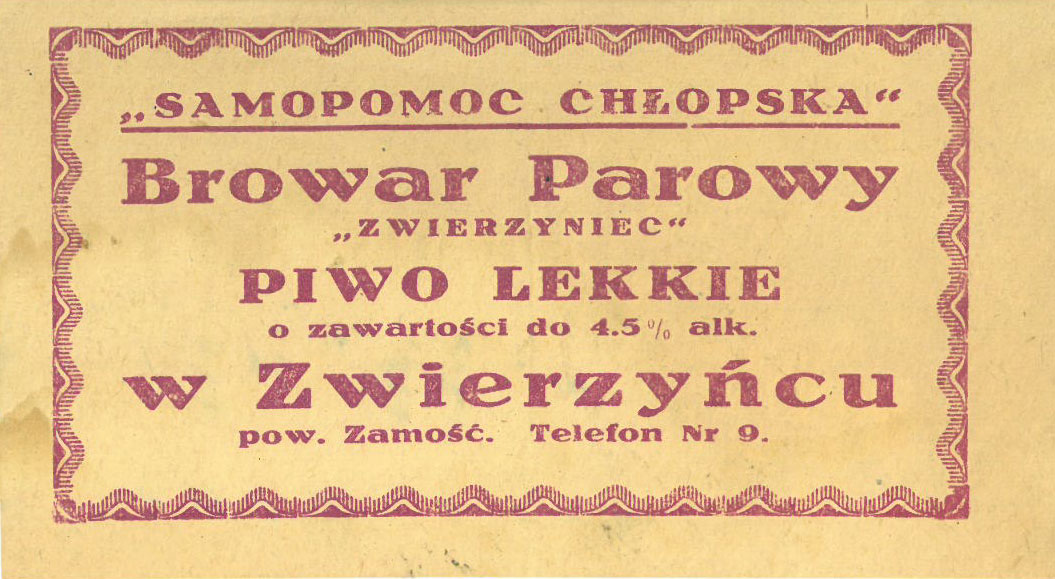 „SAMOPOMOC CHŁOPSKA“
Browar Parowy
„ZWIERZYNIEC“
PIWO LEKKIE
o zawartości do 4.5% alk.
w Zwierzyńcu
pow. Zamość. Telefon Nr 9.